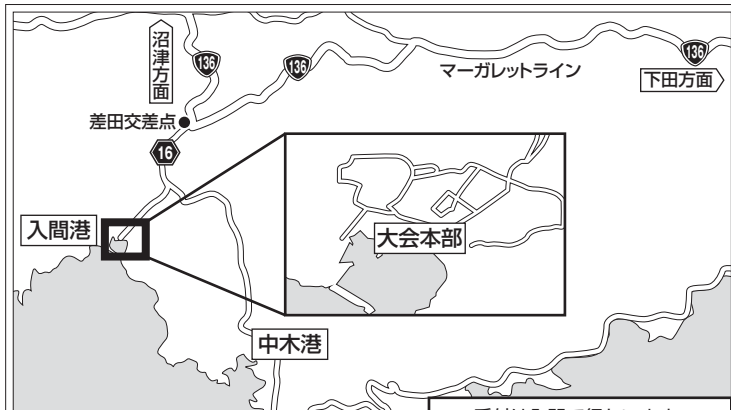 沼津方面
136
136
136
マーガレットライン
下田方面
差田交差点
16
入間港
大会本部
中木港